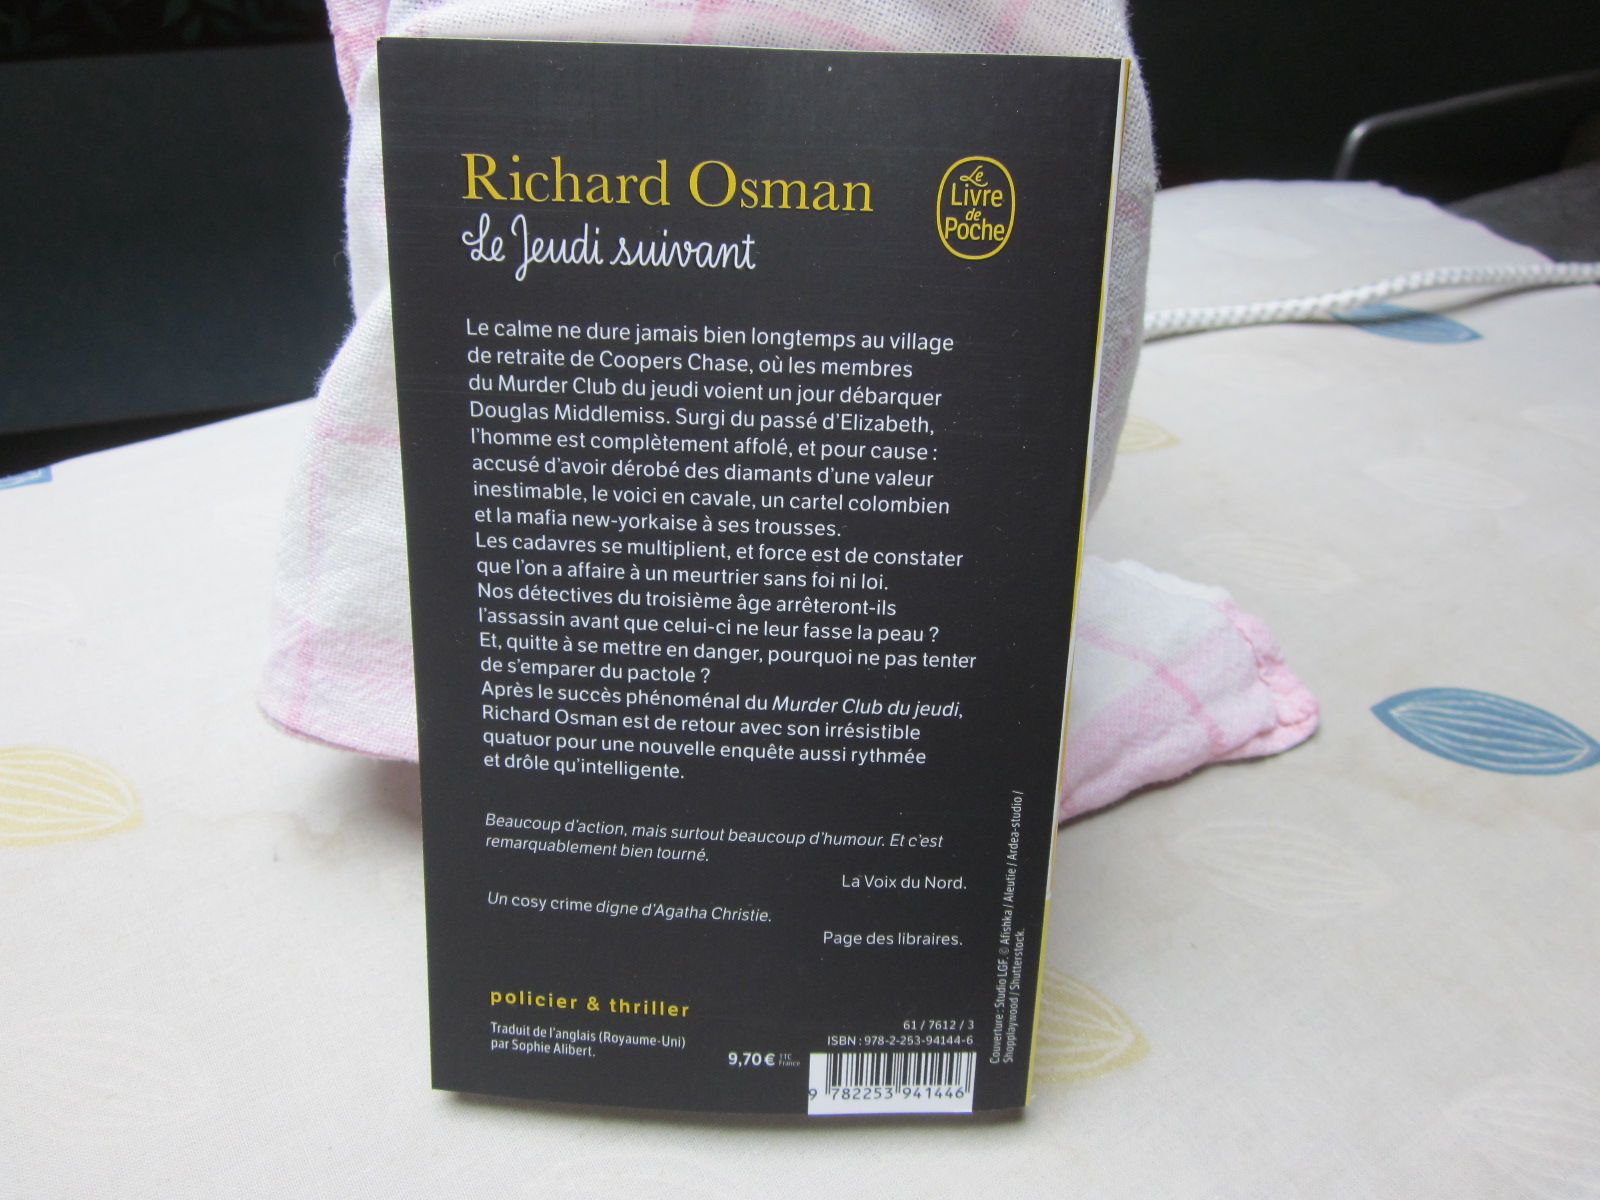 Richard Osman
Le Jeudi suivant
Le
Livre
de
Poche
Le calme ne dure jamais bien longtemps au village
de retraite de Coopers Chase, où les membres
du Murder Club du jeudi voient un jour débarquer
Douglas Middlemiss. Surgi du passé d'Elizabeth,
l'homme est complètement affolé, et pour cause :
accusé d'avoir dérobé des diamants d'une valeur
inestimable, le voici en cavale, un cartel colombien
et la mafia new-yorkaise à ses trousses.
Les cadavres se multiplient, et force est de constater
que l'on a affaire à un meurtrier sans foi ni loi.
Nos détectives du troisième âge arrêteront-ils
l'assassin avant que celui-ci ne leur fasse la peau ?
Et, quitte à se mettre en danger, pourquoi ne pas tenter
de s'emparer du pactole ?
Après le succès phénoménal du Murder Club du jeudi,
Richard Osman est de retour avec son irrésistible
quatuor pour une nouvelle enquête aussi rythmée
et drôle qu'intelligente.
Beaucoup d'action, mais surtout beaucoup d'humour. Et c'est
remarquablement bien tourné.
La Voix du Nord.
Un cosy crime digne d'Agatha Christie.
Page des libraires.
policier & thriller
Traduit de l'anglais (Royaume-Uni)
par Sophie Alibert.
9,70 € TTC
France
61 / 7612 / 3
ISBN : 978-2-253-94144-6
9 782253 941446
Couverture : Studio LGF. © Afishka / Aleutie / Ardea-studio /
Shopplaywood / Shutterstock.